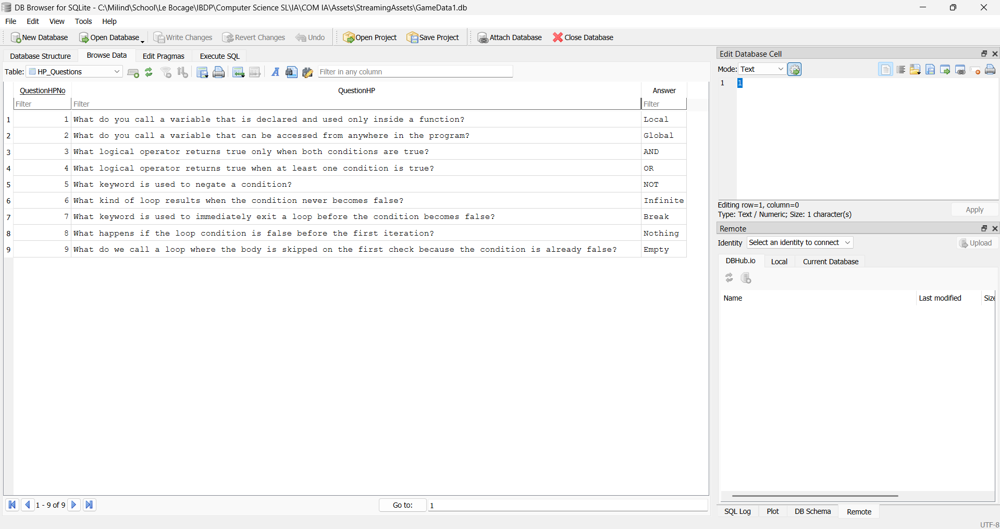 DB Browser for SQLite - C:\Milind\School\Le Bocage\IBDP\Computer Science SL\IA\COM IA\Assets\StreamingAssets\GameData1.db
File Edit View Tools Help
New Database Open Database Write Changes Revert Changes Undo Open Project Save Project Attach Database Close Database
Database Structure Browse Data Edit Pragmas Execute SQL
Table: HP_Questions Filter in any column
QuestionHPNo QuestionHP Answer
Filter Filter Filter
1 1 What do you call a variable that is declared and used only inside a function? Local
2 2 What do you call a variable that can be accessed from anywhere in the program? Global
3 3 What logical operator returns true only when both conditions are true? AND
4 4 What logical operator returns true when at least one condition is true? OR
5 5 What keyword is used to negate a condition? NOT
6 6 What kind of loop results when the condition never becomes false? Infinite
7 7 What keyword is used to immediately exit a loop before the condition becomes false? Break
8 8 What happens if the loop condition is false before the first iteration? Nothing
9 9 What do we call a loop where the body is skipped on the first check because the condition is already false? Empty
1 - 9 of 9 Go to: 1
Edit Database Cell
Mode: Text
1 1
Editing row=1, column=0
Type: Text / Numeric; Size: 1 character(s)
Apply
Remote
Identity Select an identity to connect Upload
DBHub.io Local Current Database
Name Last modified Size
SQL Log Plot DB Schema Remote
UTF-8